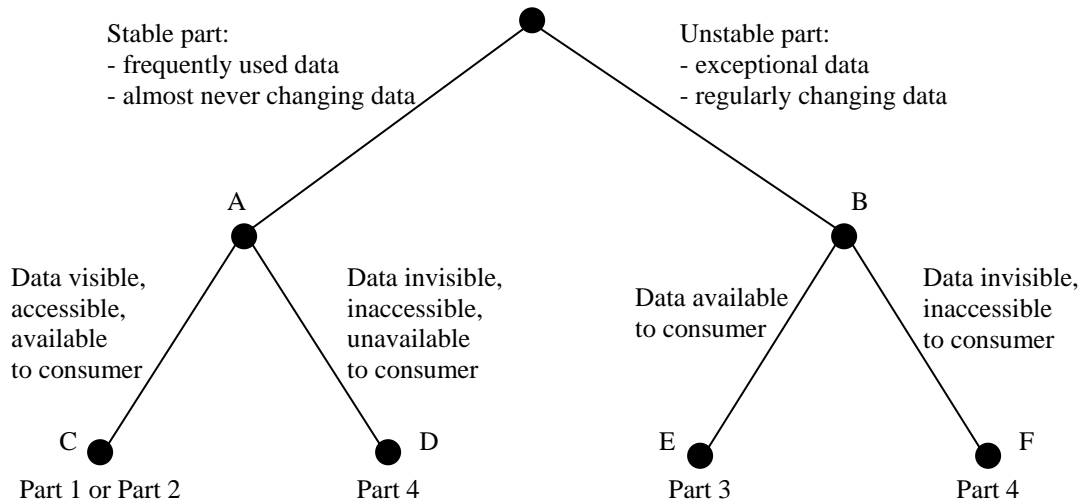 Stable part:
- frequently used data
- almost never changing data
Unstable part:
- exceptional data
- regularly changing data
A
B
Data visible,
accessible,
available
to consumer
Data invisible,
inaccessible,
unavailable
to consumer
Data available
to consumer
Data invisible,
inaccessible
to consumer
C
D
E
F
Part 1 or Part 2
Part 4
Part 3
Part 4